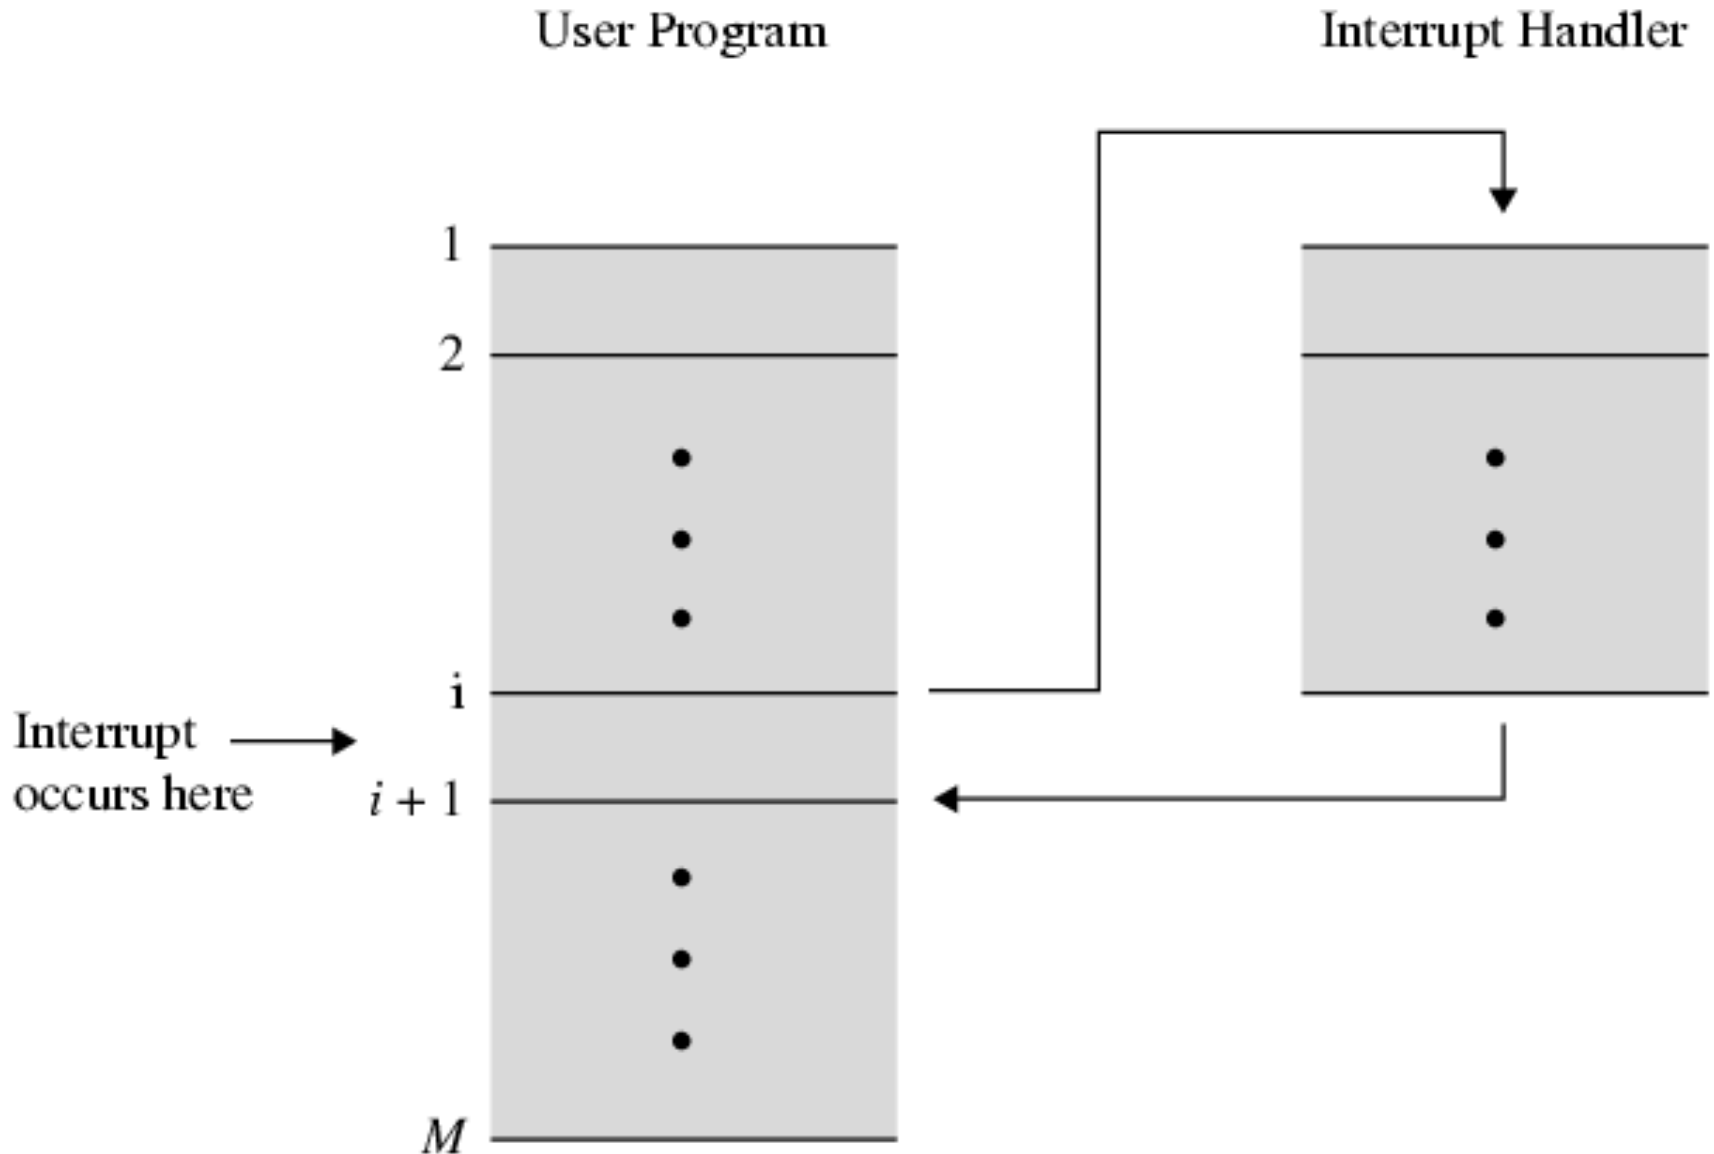 User Program
Interrupt Handler
1
2
i
Interrupt
occurs here
i + 1
M